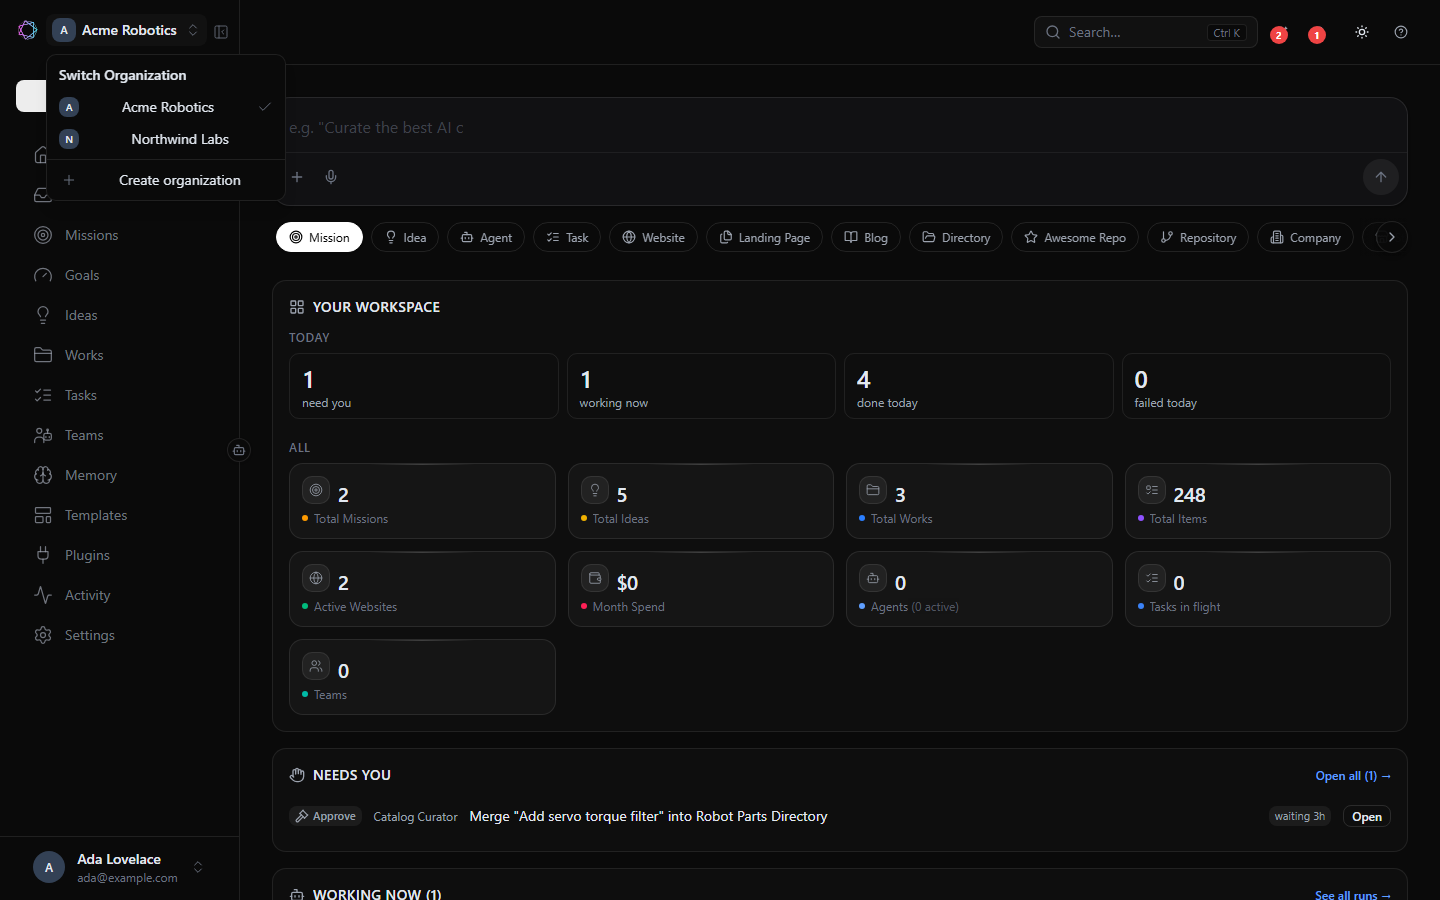 A Acme Robotics
Search... Ctrl K
2
1
Switch Organization
A Acme Robotics
N Northwind Labs
Create organization
e.g. "Curate the best AI c
Mission Idea Agent Task Website Landing Page Blog Directory Awesome Repo Repository Company
Missions
Goals
Ideas
Works
Tasks
Teams
Memory
Templates
Plugins
Activity
Settings
YOUR WORKSPACE
TODAY
1
need you
1
working now
4
done today
0
failed today
ALL
2
Total Missions
5
Total Ideas
3
Total Works
248
Total Items
2
Active Websites
$0
Month Spend
0
Agents (0 active)
0
Tasks in flight
0
Teams
NEEDS YOU
Open all (1) →
Approve Catalog Curator Merge "Add servo torque filter" into Robot Parts Directory waiting 3h Open
WORKING NOW (1)
See all runs →
A
Ada Lovelace
ada@example.com